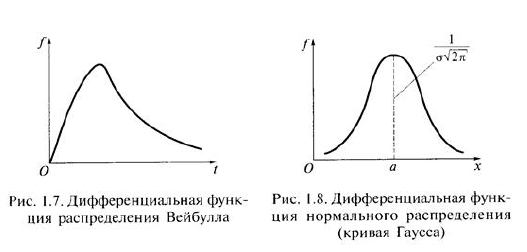 f
O
t
Рис. 1.7. Дифференциальная функ-
ция распределения Вейбулла
f
1
σ√2π
O
a
x
Рис. 1.8. Дифференциальная функ-
ция нормального распределения
(кривая Гаусса)